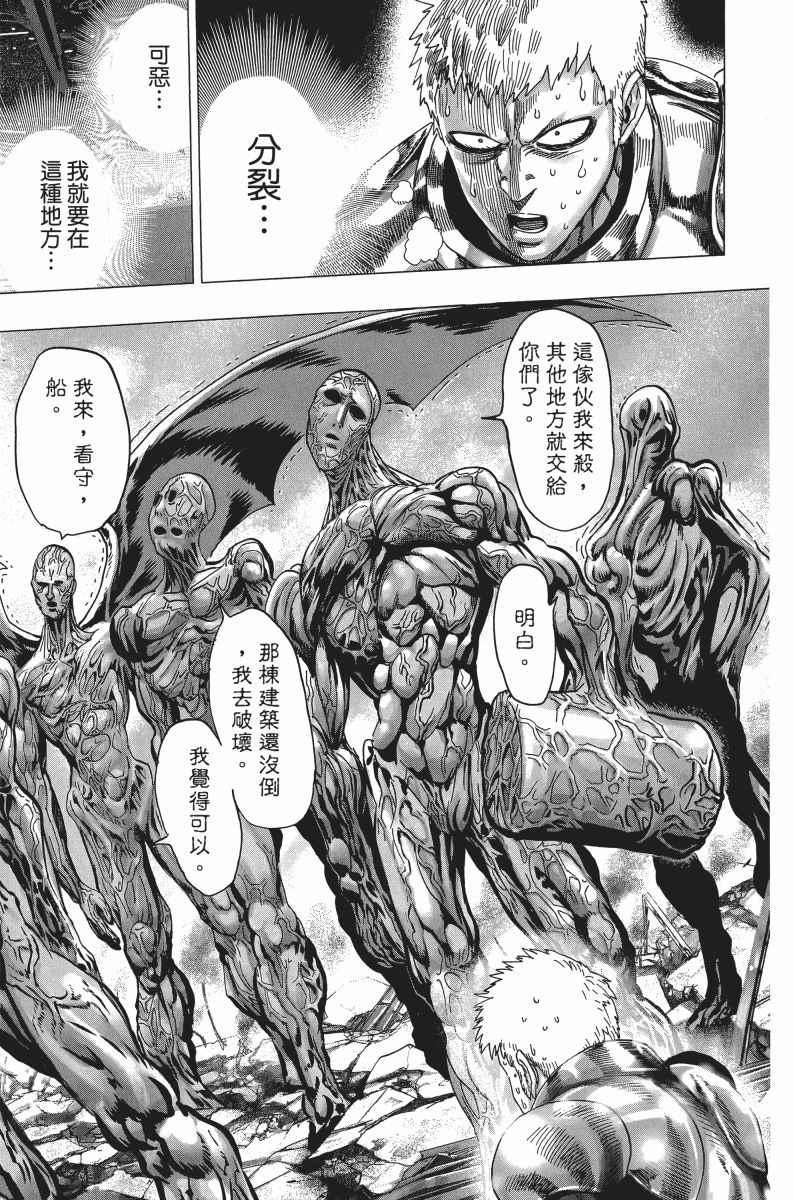 分裂…
可惡…
我就要在
這種地方…
這傢伙我來殺，
其他地方就交給
你們了。
明白。
那棟建築還沒倒
，我去破壞。
我覺得可以。
我來，看守，
船。